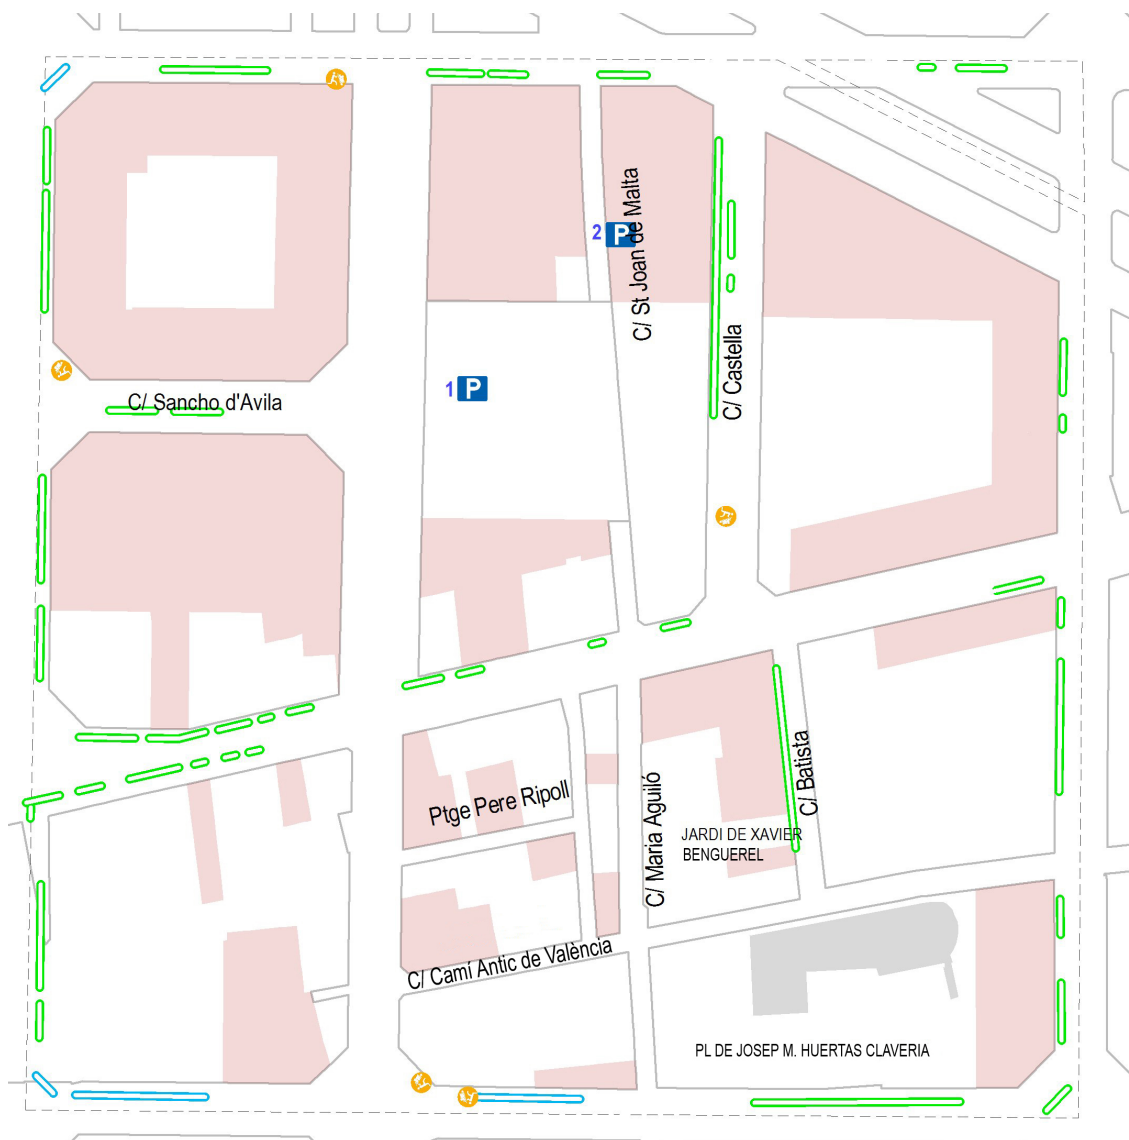 C/ St Joan de Malta
2 P
C/ Castella
1 P
C/ Sancho d'Avila
C/ Batista
Ptge Pere Ripoll
C/ Maria Aguiló
JARDI DE XAVIER
BENGUEREL
C/ Camí Antic de València
PL DE JOSEP M. HUERTAS CLAVERIA